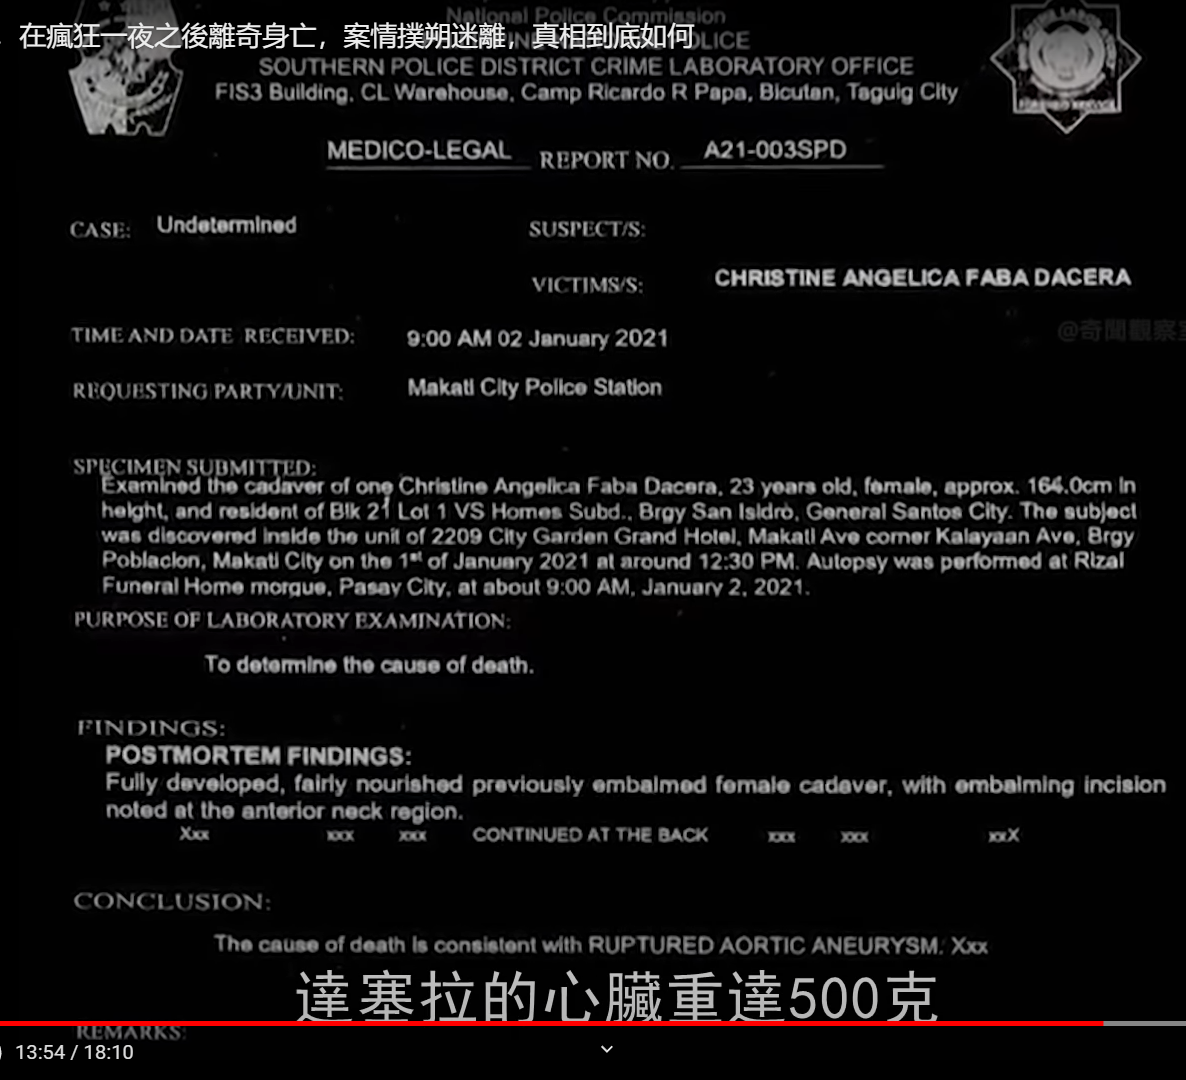 National Police Commission
在瘋狂一夜之後離奇身亡，案情撲朔迷離，真相到底如何
POLICE
SOUTHERN POLICE DISTRICT CRIME LABORATORY OFFICE
FIS3 Building, CL Warehouse, Camp Ricardo R Papa, Bicutan, Taguig City
MEDICO-LEGAL REPORT NO. A21-003SPD
CASE: Undetermined SUSPECT/S:
VICTIMS/S: CHRISTINE ANGELICA FABA DACERA
@奇聞觀察室
TIME AND DATE RECEIVED: 9:00 AM 02 January 2021
REQUESTING PARTY/UNIT: Makati City Police Station
SPECIMEN SUBMITTED:
Examined the cadaver of one Christine Angelica Faba Dacera, 23 years old, female, approx. 164.0cm in
height, and resident of Blk 21 Lot 1 VS Homes Subd., Brgy San Isidro, General Santos City. The subject
was discovered inside the unit of 2209 City Garden Grand Hotel, Makati Ave corner Kalayaan Ave, Brgy
Poblacion, Makati City on the 1st of January 2021 at around 12:30 PM. Autopsy was performed at Rizal
Funeral Home morgue, Pasay City, at about 9:00 AM, January 2, 2021.
PURPOSE OF LABORATORY EXAMINATION:
To determine the cause of death.
FINDINGS:
POSTMORTEM FINDINGS:
Fully developed, fairly nourished previously embalmed female cadaver, with embalming incision
noted at the anterior neck region.
Xxx xxx xxx CONTINUED AT THE BACK xxx xxx xxX
CONCLUSION:
The cause of death is consistent with RUPTURED AORTIC ANEURYSM. Xxx
達塞拉的心臟重達500克
REMARKS:
13:54 / 18:10